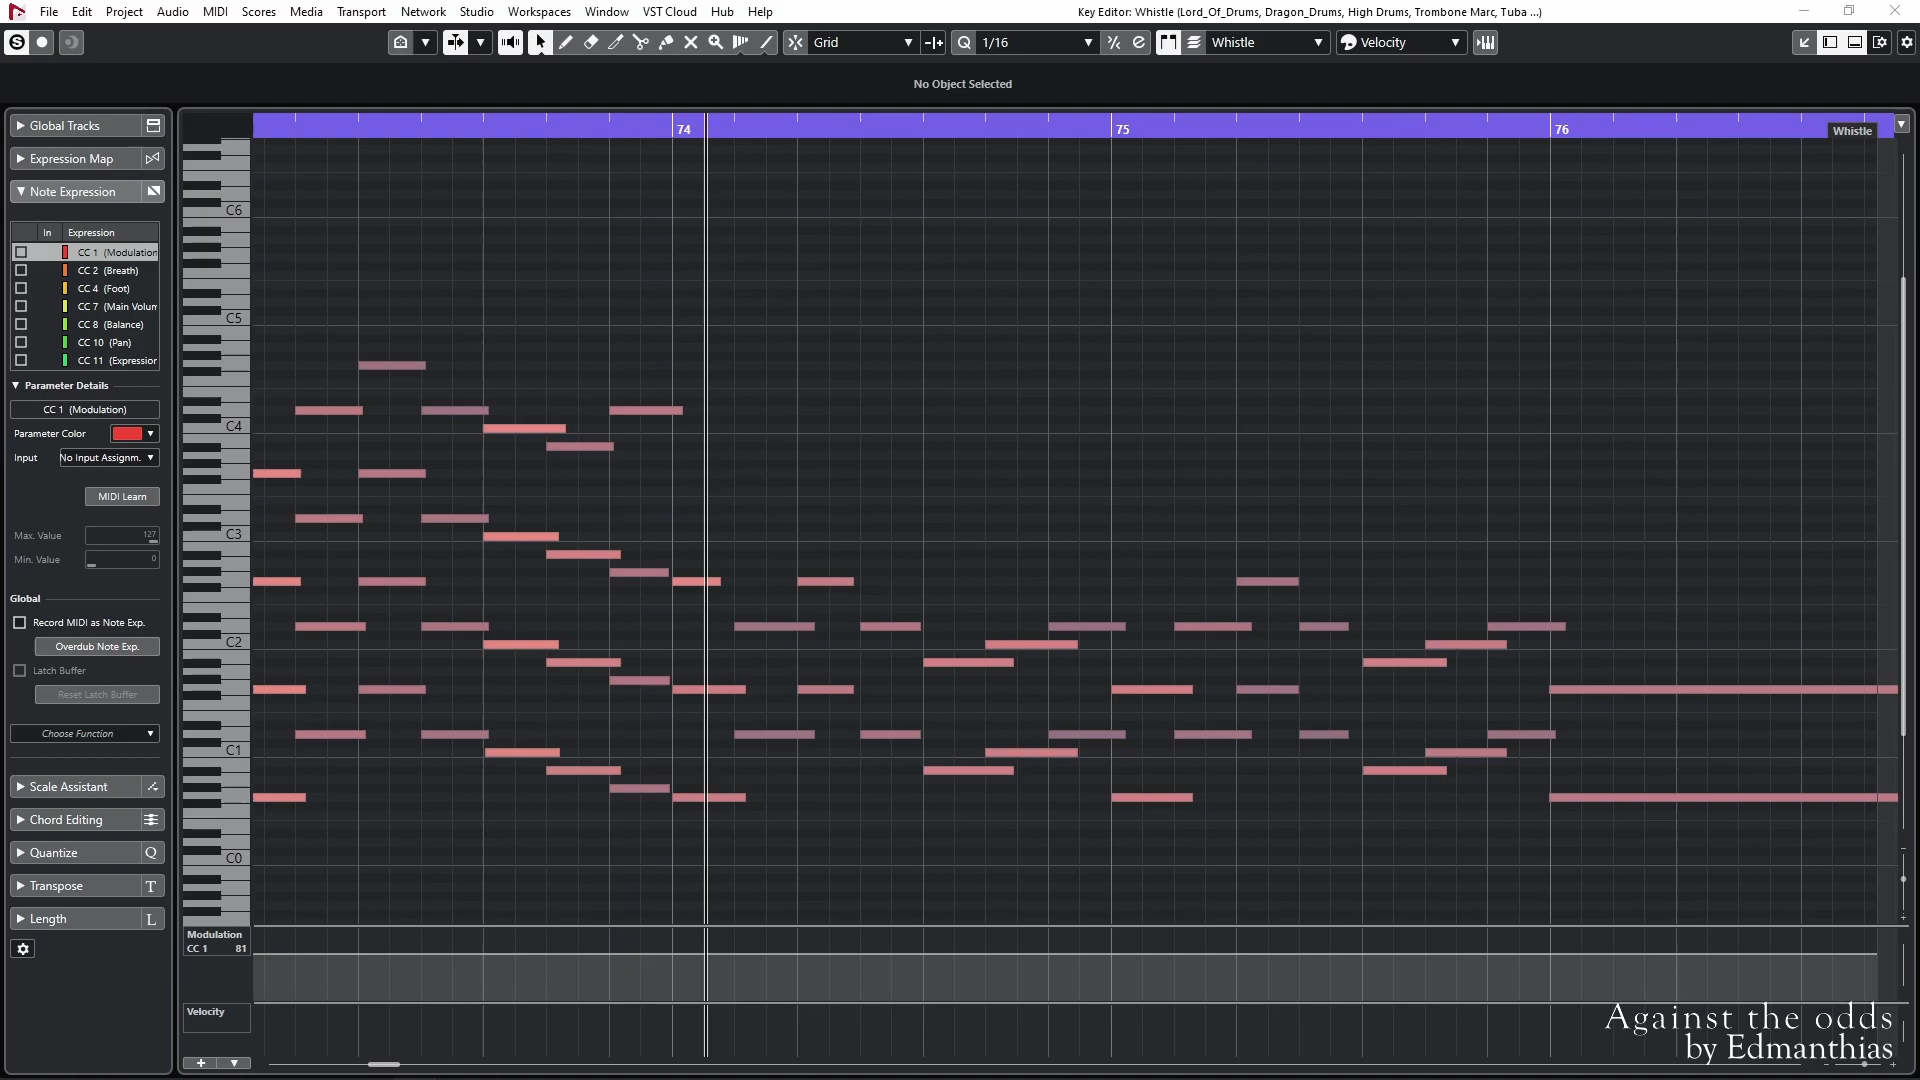 File Edit Project Audio MIDI Scores Media Transport Network Studio Workspaces Window VST Cloud Hub Help
Key Editor: Whistle (Lord_Of_Drums, Dragon_Drums, High Drums, Trombone Marc, Tuba ...)
S Grid Q 1/16 e Whistle Velocity
No Object Selected
Global Tracks
Expression Map
Note Expression
In Expression
CC 1 (Modulation
CC 2 (Breath)
CC 4 (Foot)
CC 7 (Main Volun
CC 8 (Balance)
CC 10 (Pan)
CC 11 (Expression
Parameter Details
CC 1 (Modulation)
Parameter Color
Input No Input Assignm.
MIDI Learn
Max. Value 127
Min. Value 0
Global
Record MIDI as Note Exp.
Overdub Note Exp.
Latch Buffer
Reset Latch Buffer
Choose Function
Scale Assistant
Chord Editing
Quantize Q
Transpose T
Length L
74 75 76
Whistle
C6
C5
C4
C3
C2
C1
C0
Modulation
CC 1 81
Velocity
Against the odds
by Edmanthias